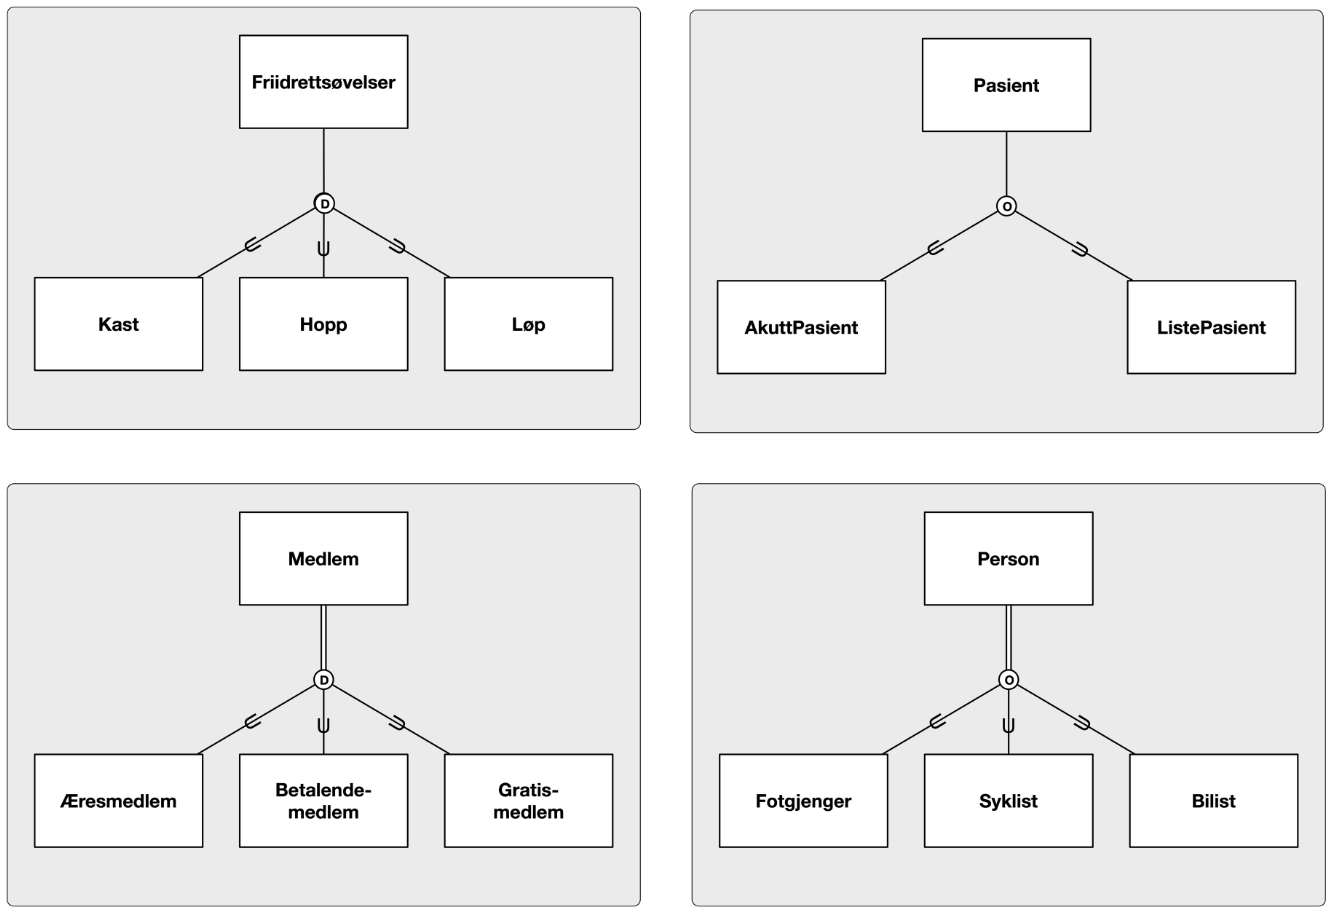 Friidrettsøvelser
D
Kast
Hopp
Løp
Pasient
O
AkuttPasient
ListePasient
Medlem
D
Æresmedlem
Betalende-
medlem
Gratis-
medlem
Person
O
Fotgjenger
Syklist
Bilist